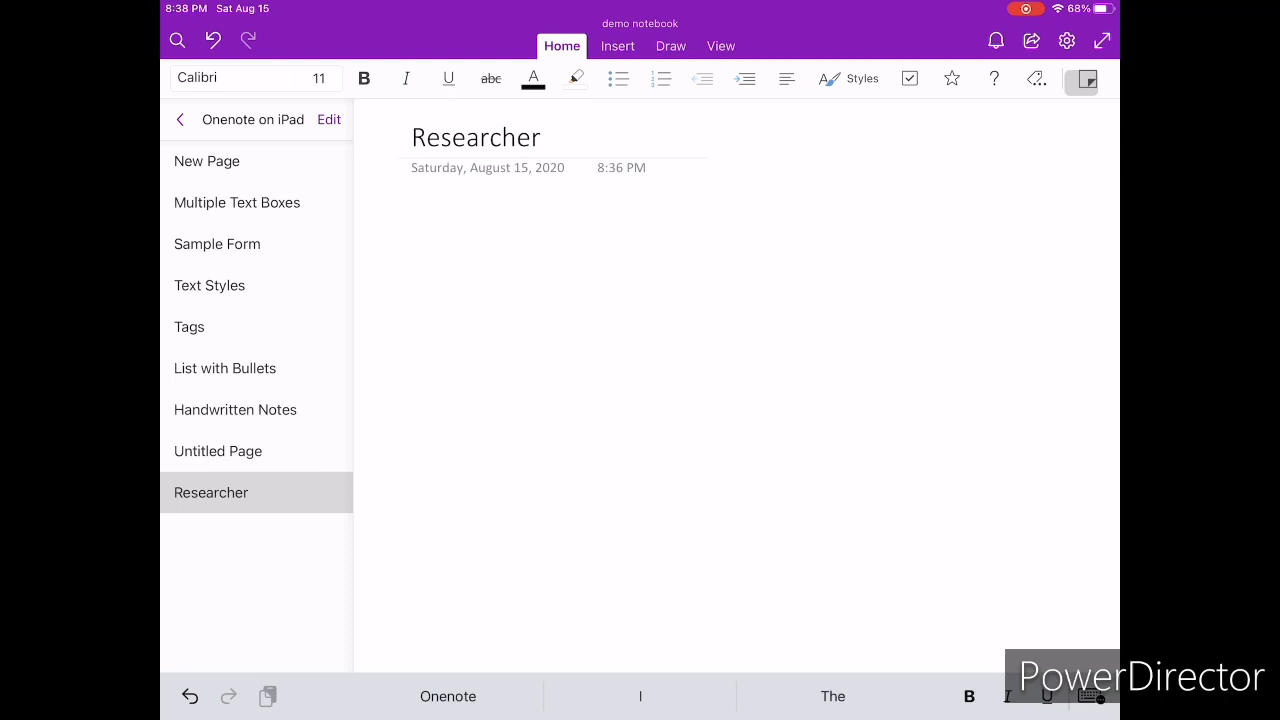 8:38 PM Sat Aug 15
68%
demo notebook
Home Insert Draw View
Calibri 11 B I U abc A Styles ?
Onenote on iPad Edit
New Page
Multiple Text Boxes
Sample Form
Text Styles
Tags
List with Bullets
Handwritten Notes
Untitled Page
Researcher
Researcher
Saturday, August 15, 2020 8:36 PM
Onenote I The B I U
PowerDirector